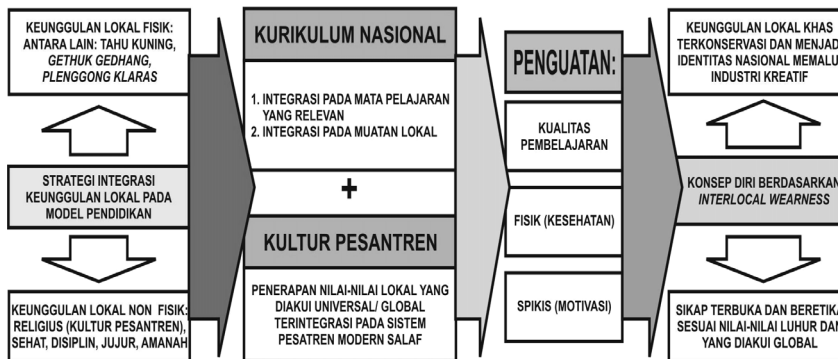 KEUNGGULAN LOKAL FISIK:
ANTARA LAIN: TAHU KUNING,
GETHUK GEDHANG,
PLENGGONG KLARAS
STRATEGI INTEGRASI
KEUNGGULAN LOKAL PADA
MODEL PENDIDIKAN
KEUNGGULAN LOKAL NON FISIK:
RELIGIUS (KULTUR PESANTREN),
SEHAT, DISIPLIN, JUJUR, AMANAH
KURIKULUM NASIONAL
1. INTEGRASI PADA MATA PELAJARAN
YANG RELEVAN
2. INTEGRASI PADA MUATAN LOKAL
+
KULTUR PESANTREN
PENERAPAN NILAI-NILAI LOKAL YANG
DIAKUI UNIVERSAL/ GLOBAL
TERINTEGRASI PADA SISTEM
PESATREN MODERN SALAF
PENGUATAN:
KUALITAS
PEMBELAJARAN
FISIK (KESEHATAN)
SPIKIS (MOTIVASI)
KEUNGGULAN LOKAL KHAS
TERKONSERVASI DAN MENJAD
IDENTITAS NASIONAL MEMALU
INDUSTRI KREATIF
KONSEP DIRI BERDASARKAN
INTERLOCAL WEARNESS
SIKAP TERBUKA DAN BERETIKA
SESUAI NILAI-NILAI LUHUR DAN
YANG DIAKUI GLOBAL